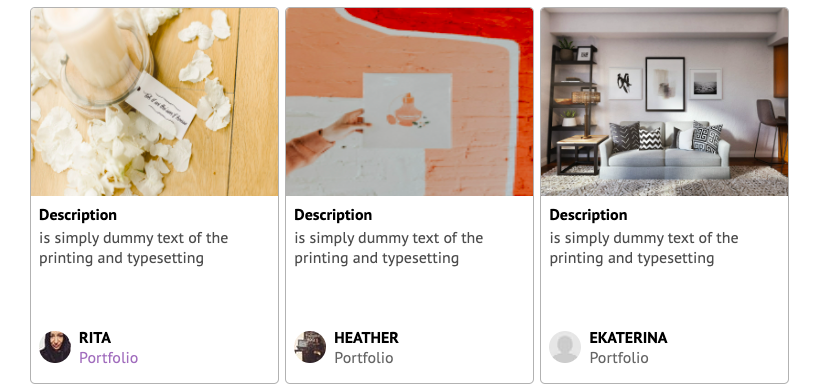 Description
is simply dummy text of the
printing and typesetting
RITA
Portfolio
Description
is simply dummy text of the
printing and typesetting
HEATHER
Portfolio
Description
is simply dummy text of the
printing and typesetting
EKATERINA
Portfolio